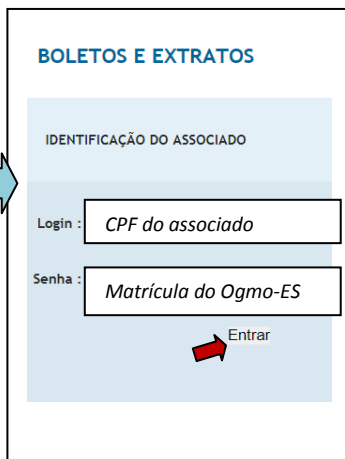 BOLETOS E EXTRATOS
IDENTIFICAÇÃO DO ASSOCIADO
Login : CPF do associado
Senha : Matrícula do Ogmo-ES
Entrar